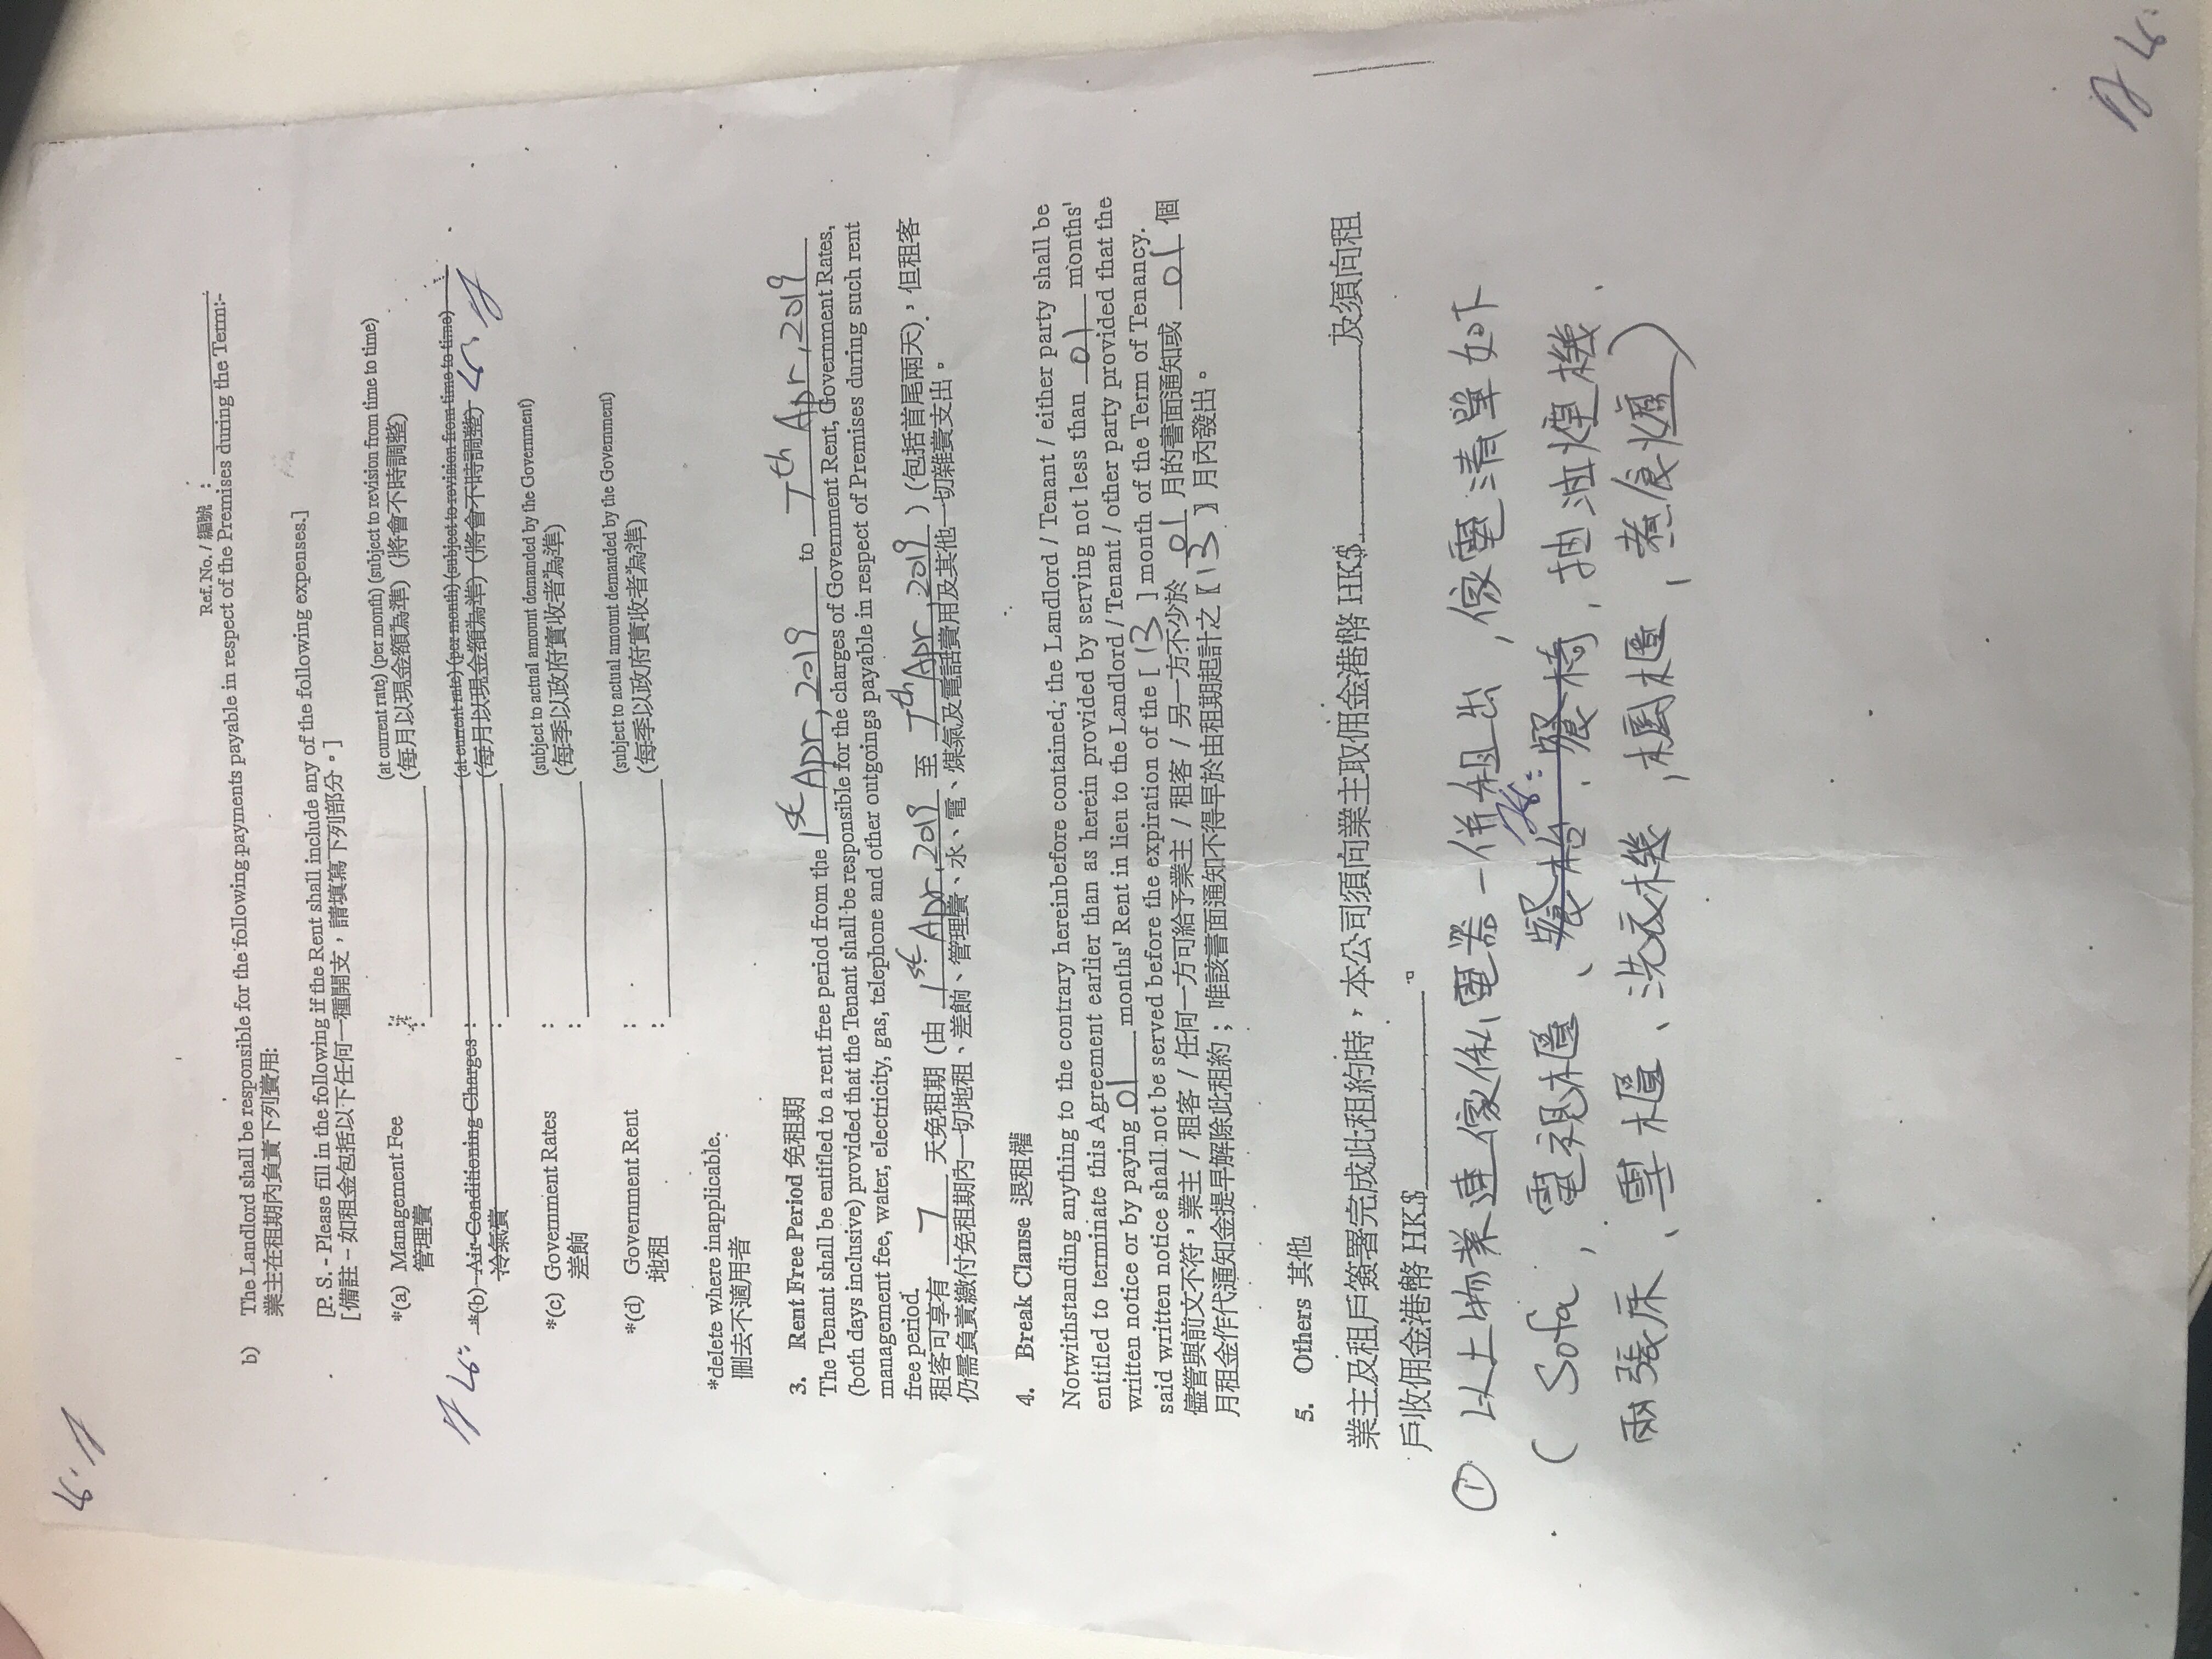 Ref. No. / 編號 :
b) The Landlord shall be responsible for the following payments payable in respect of the Premises during the Term:-
業主在租期內負責下列費用:
[P. S. - Please fill in the following if the Rent shall include any of the following expenses.]
[備註 - 如租金包括以下任何一種開支，請填寫下列部分。]
*(a) Management Fee : (at current rate) (per month) (subject to revision from time to time)
管理費 : (每月以現金額為準) (將會不時調整)
*(b) Air-Conditioning Charges : (at current rate) (per month) (subject to revision from time to time)
冷氣費 : (每月以現金額為準) (將會不時調整)
*(c) Government Rates : (subject to actual amount demanded by the Government)
差餉 : (每季以政府實收者為準)
*(d) Government Rent : (subject to actual amount demanded by the Government)
地租 : (每季以政府實收者為準)
*delete where inapplicable.
刪去不適用者
3. Rent Free Period 免租期
The Tenant shall be entitled to a rent free period from the 1st Apr, 2019 to 7th Apr, 2019
(both days inclusive) provided that the Tenant shall be responsible for the charges of Government Rent, Government Rates,
management fee, water, electricity, gas, telephone and other outgoings payable in respect of Premises during such rent
free period.
租客可享有 7 天免租期 (由 1st Apr, 2019 至 7th Apr, 2019 ) (包括首尾兩天)，但租客
仍需負責繳付免租期內一切地租、差餉、管理費、水、電、煤氣及電話費用及其他一切雜費支出。
4. Break Clause 退租權
Notwithstanding anything to the contrary hereinbefore contained; the Landlord / Tenant / either party shall be
entitled to terminate this Agreement earlier than as herein provided by serving not less than 01 months'
written notice or by paying 01 months' Rent in lieu to the Landlord / Tenant / other party provided that the
said written notice shall not be served before the expiration of the [ 13 ] month of the Term of Tenancy.
儘管與前文不符，業主 / 租客 / 任何一方可給予業主 / 租客 / 另一方不少於 01 月的書面通知或 01 個
月租金作代通知金提早解除此租約；唯該書面通知不得早於由租期起計之【 13 】月內發出。
5. Others 其他
業主及租戶簽署完成此租約時，本公司須向業主取佣金港幣 HK$ 及須向租
戶收佣金港幣 HK$ 。
① 以上物業連傢俬電器一併租出，傢電清單如下
( Sofa，電視櫃、餐枱、餐椅，抽油煙機、
兩張床、雪櫃、洗衣機，櫥櫃，煮食爐)